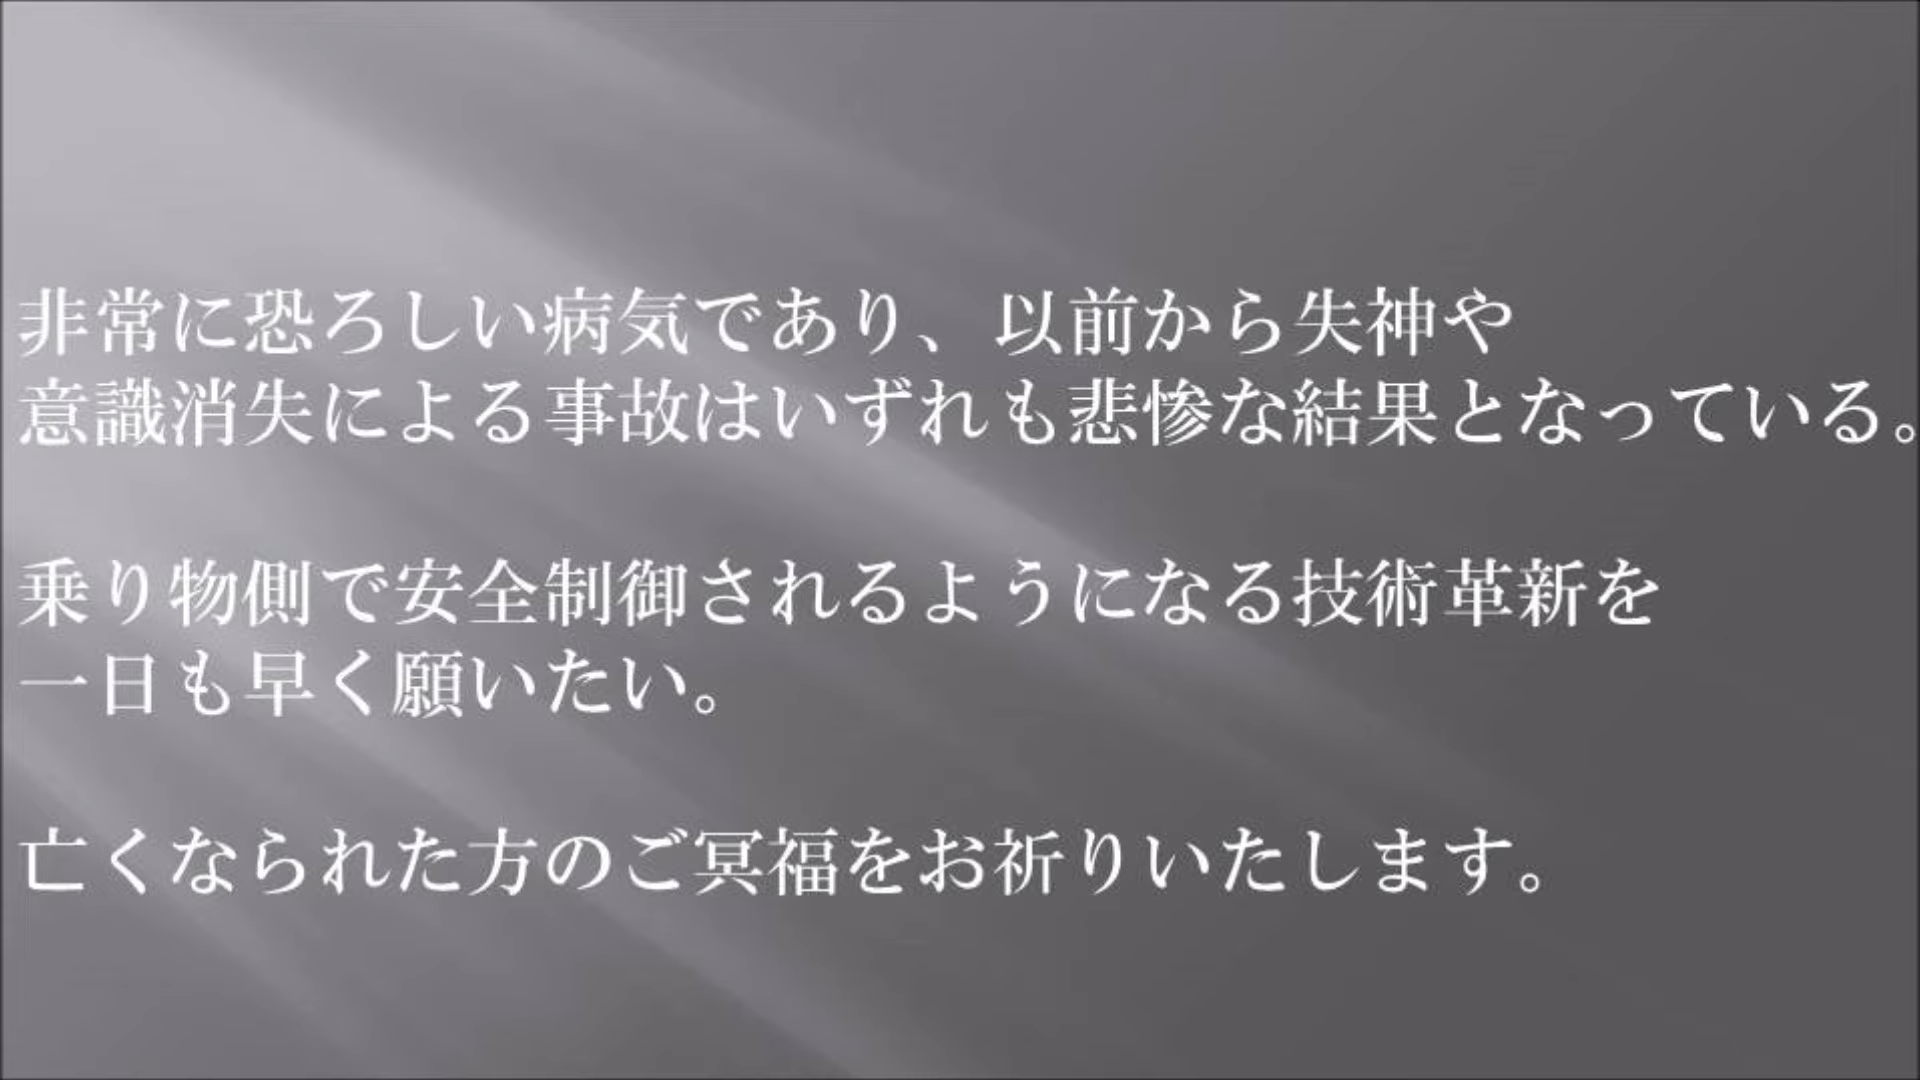 非常に恐ろしい病気であり、以前から失神や
意識消失による事故はいずれも悲惨な結果となっている。
乗り物側で安全制御されるようになる技術革新を
一日も早く願いたい。
亡くなられた方のご冥福をお祈りいたします。